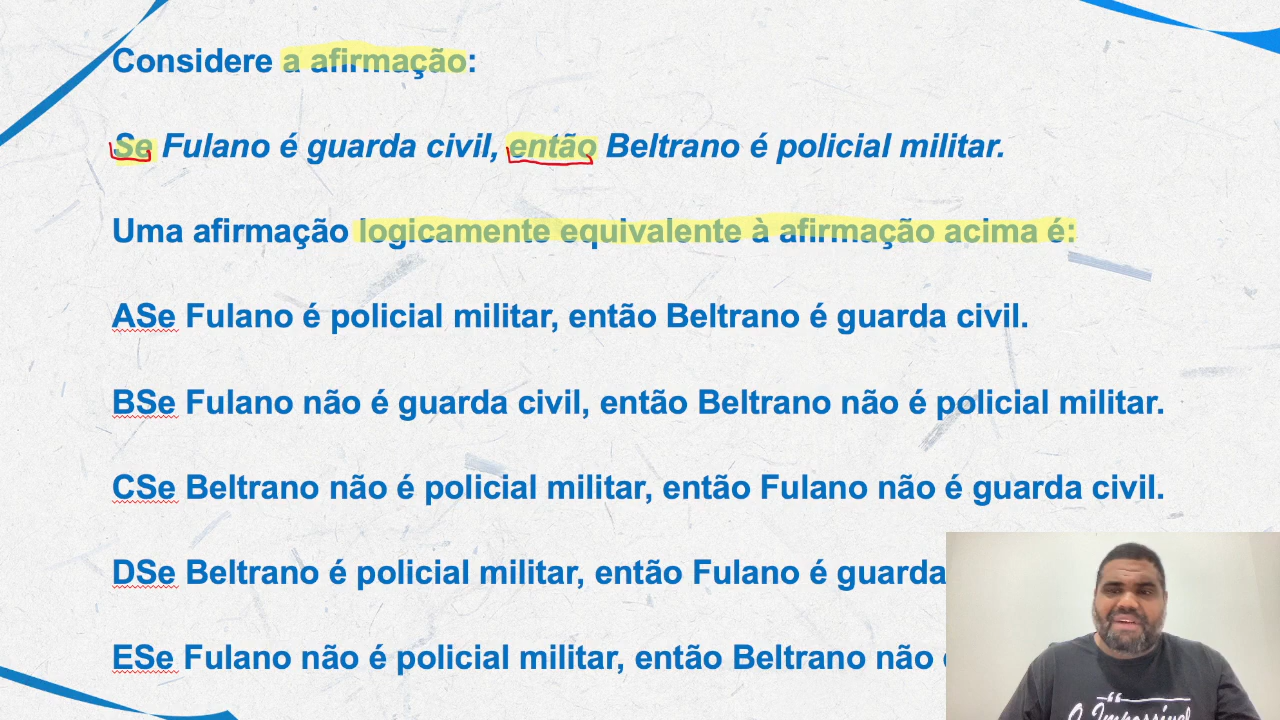 Considere a afirmação:
Se Fulano é guarda civil, então Beltrano é policial militar.
Uma afirmação logicamente equivalente à afirmação acima é:
ASe Fulano é policial militar, então Beltrano é guarda civil.
BSe Fulano não é guarda civil, então Beltrano não é policial militar.
CSe Beltrano não é policial militar, então Fulano não é guarda civil.
DSe Beltrano é policial militar, então Fulano é guarda
ESe Fulano não é policial militar, então Beltrano não
O Impossível